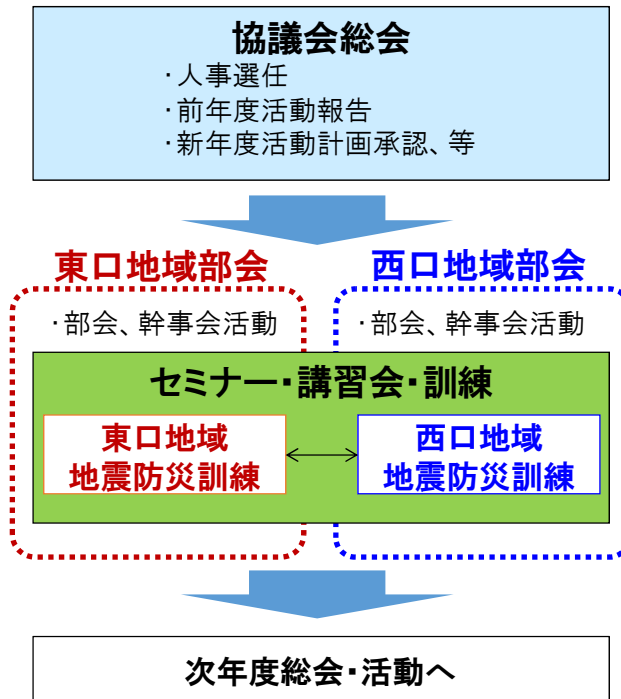 協議会総会
・人事選任
・前年度活動報告
・新年度活動計画承認、等
東口地域部会
西口地域部会
・部会、幹事会活動
・部会、幹事会活動
セミナー・講習会・訓練
東口地域
地震防災訓練
西口地域
地震防災訓練
次年度総会・活動へ